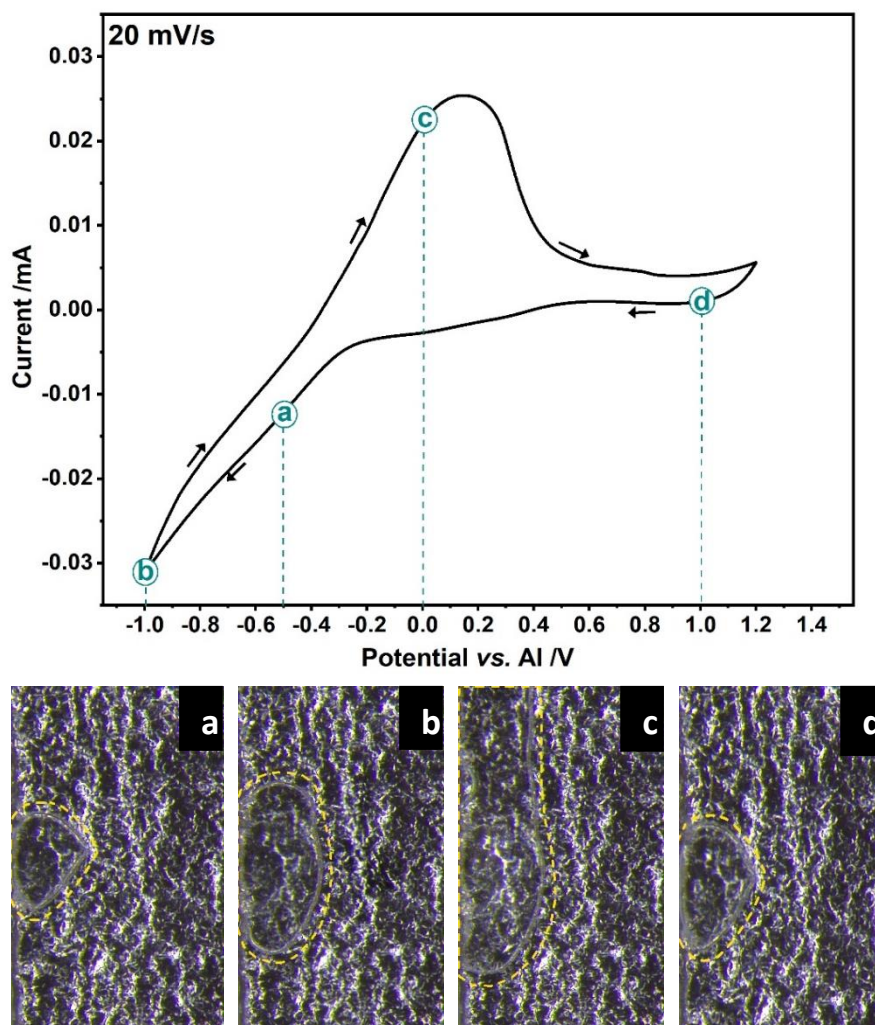 20 mV/s
0.03
0.02
0.01
0.00
-0.01
-0.02
-0.03
Current /mA
a
b
c
d
-1.0 -0.8 -0.6 -0.4 -0.2 0.0 0.2 0.4 0.6 0.8 1.0 1.2 1.4
Potential vs. Al /V
a b c d